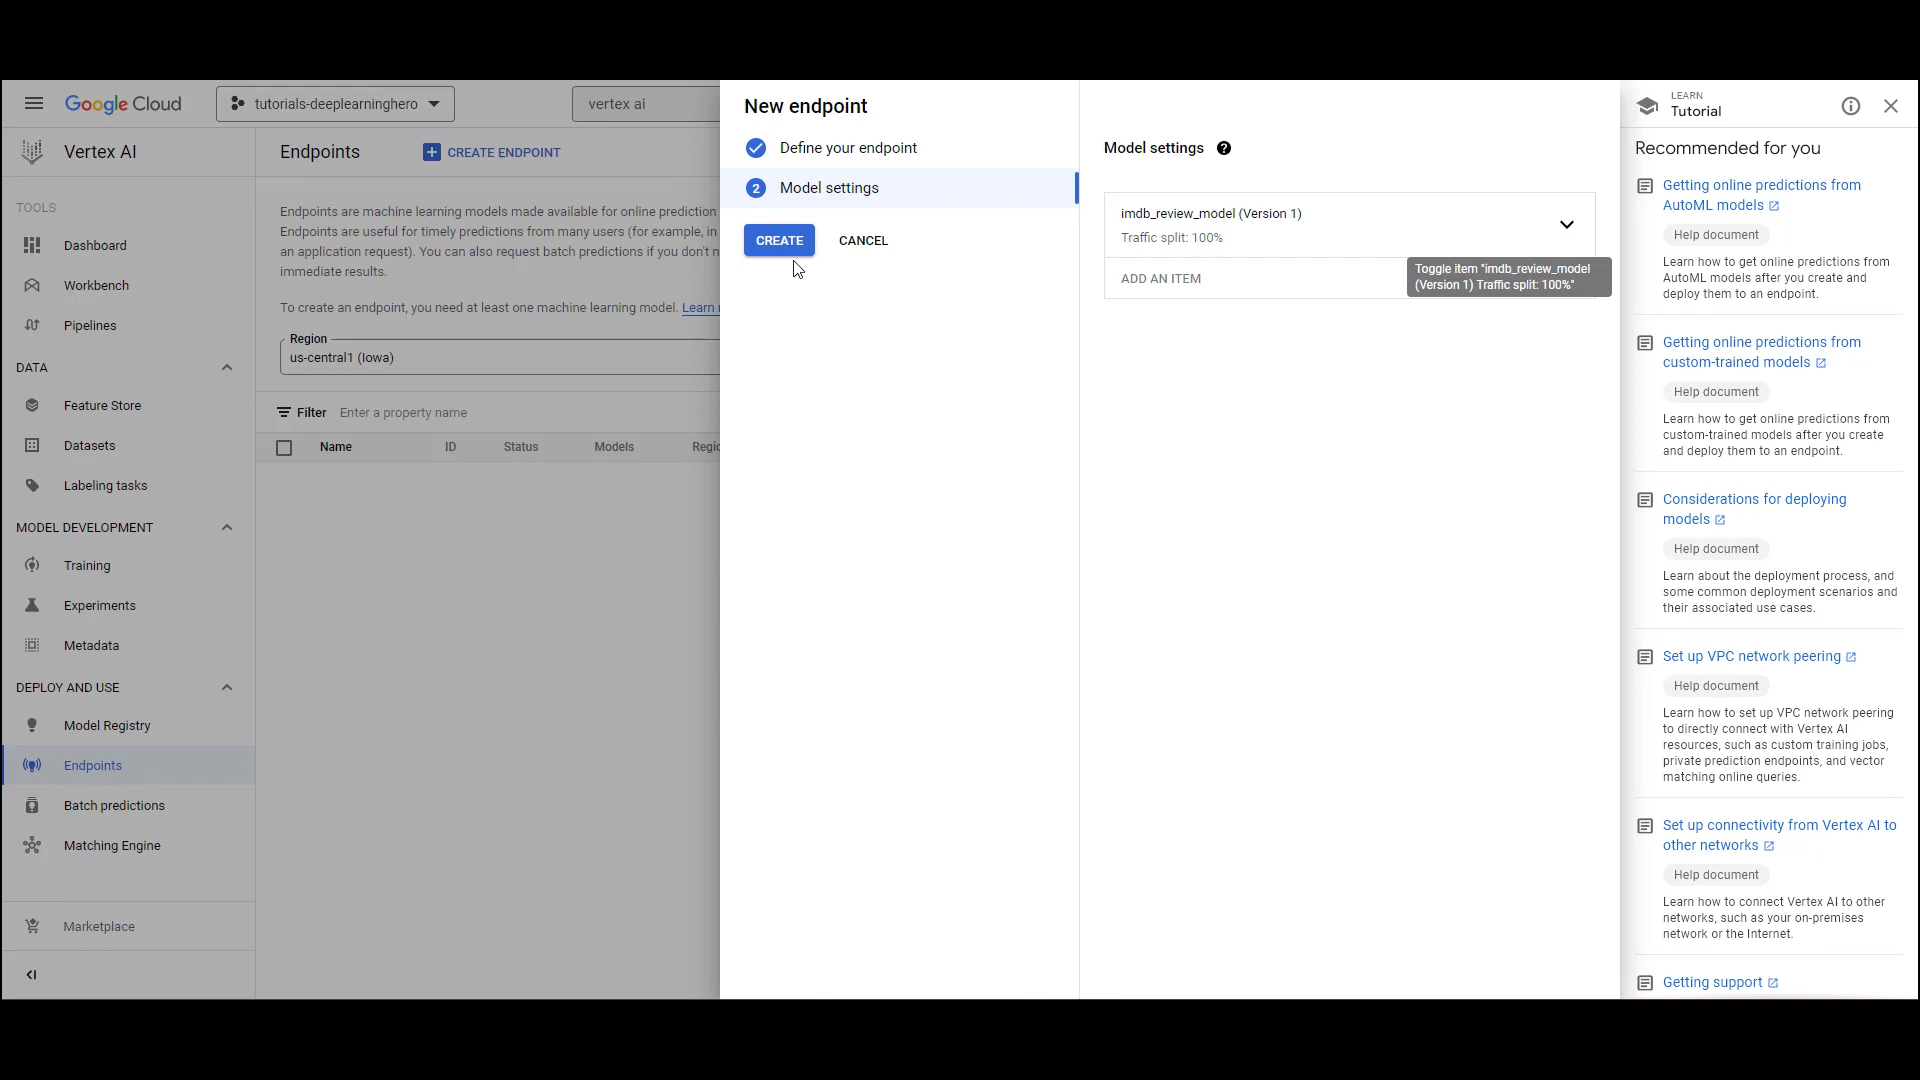 Google Cloud
tutorials-deeplearninghero
vertex ai
Vertex AI
TOOLS
Dashboard
Workbench
Pipelines
DATA
Feature Store
Datasets
Labeling tasks
MODEL DEVELOPMENT
Training
Experiments
Metadata
DEPLOY AND USE
Model Registry
Endpoints
Batch predictions
Matching Engine
Marketplace
Endpoints
CREATE ENDPOINT
Endpoints are machine learning models made available for online prediction
Endpoints are useful for timely predictions from many users (for example, in
an application request). You can also request batch predictions if you don't n
immediate results.
To create an endpoint, you need at least one machine learning model. Learn
Region
us-central1 (Iowa)
Filter Enter a property name
Name ID Status Models Regio
New endpoint
Define your endpoint
2 Model settings
CREATE CANCEL
Model settings
imdb_review_model (Version 1)
Traffic split: 100%
ADD AN ITEM
Toggle item "imdb_review_model
(Version 1) Traffic split: 100%"
LEARN
Tutorial
Recommended for you
Getting online predictions from
AutoML models
Help document
Learn how to get online predictions from
AutoML models after you create and
deploy them to an endpoint.
Getting online predictions from
custom-trained models
Help document
Learn how to get online predictions from
custom-trained models after you create
and deploy them to an endpoint.
Considerations for deploying
models
Help document
Learn about the deployment process, and
some common deployment scenarios and
their associated use cases.
Set up VPC network peering
Help document
Learn how to set up VPC network peering
to directly connect with Vertex AI
resources, such as custom training jobs,
private prediction endpoints, and vector
matching online queries.
Set up connectivity from Vertex AI to
other networks
Help document
Learn how to connect Vertex AI to other
networks, such as your on-premises
network or the Internet.
Getting support